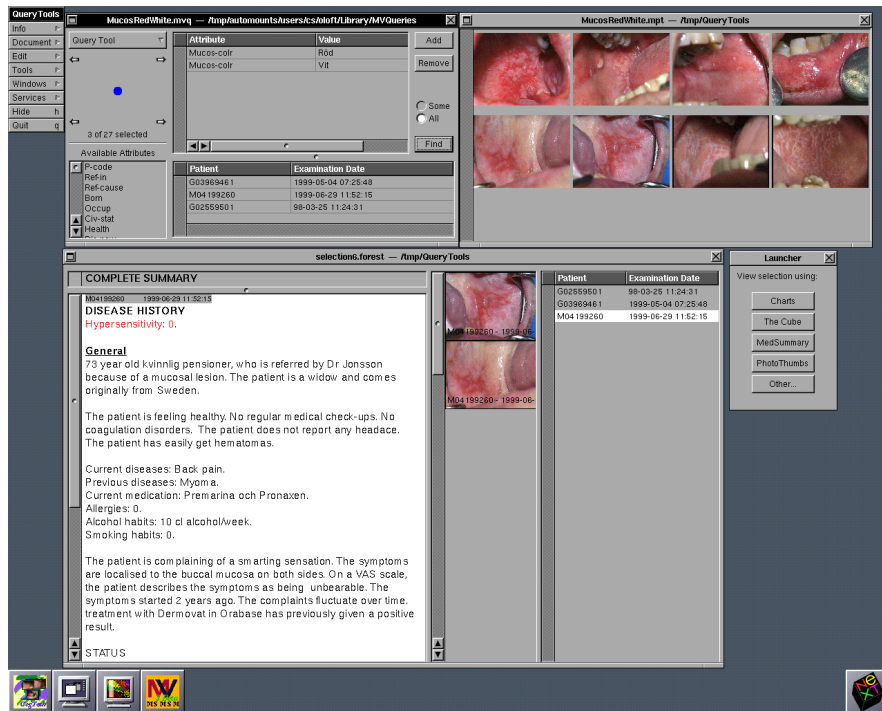 QueryTools
Info
Document
Edit
Tools
Windows
Services
Hide h
Quit q
MucosRedWhite.mvq — /tmp/automounts/users/cs/oloft/Library/MVQueries
Query Tool
3 of 27 selected
Available Attributes
P-code
Ref-in
Ref-cause
Born
Occup
Civ-stat
Health
Attribute Value
Mucos-colr Röd
Mucos-colr Vit
Add
Remove
Some
All
Find
Patient Examination Date
G03969461 1999-05-04 07:25:48
M04199260 1999-06-29 11:52:15
G02559501 98-03-25 11:24:31
MucosRedWhite.mpt — /tmp/QueryTools
selection6.forest — /tmp/QueryTools
COMPLETE SUMMARY
M04199260 1999-06-29 11:52:15
DISEASE HISTORY
Hypersensitivity: 0.
General
73 year old kvinnlig pensioner, who is referred by Dr Jonsson
because of a mucosal lesion. The patient is a widow and comes
originally from Sweden.
The patient is feeling healthy. No regular medical check-ups. No
coagulation disorders. The patient does not report any headace.
The patient has easily get hematomas.
Current diseases: Back pain.
Previous diseases: Myoma.
Current medication: Premarina och Pronaxen.
Allergies: 0.
Alcohol habits: 10 cl alcohol/week.
Smoking habits: 0.
The patient is complaining of a smarting sensation. The symptoms
are localised to the buccal mucosa on both sides. On a VAS scale,
the patient describes the symptoms as being unbearable. The
symptoms started 2 years ago. The complaints fluctuate over time.
treatment with Dermovat in Orabase has previously given a positive
result.
STATUS
M04199260 - 1999-06-
M04199260 - 1999-06-
Patient Examination Date
G02559501 98-03-25 11:24:31
G03969461 1999-05-04 07:25:48
M04199260 1999-06-29 11:52:15
Launcher
View selection using:
Charts
The Cube
MedSummary
PhotoThumbs
Other...
NeXT